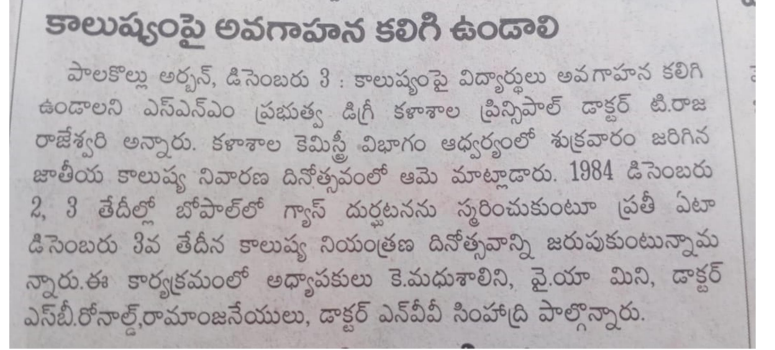 కాలుష్యంపై అవగాహన కలిగి ఉండాలి
పాలకొల్లు అర్బన్, డిసెంబరు 3 : కాలుష్యంపై విద్యార్థులు అవగాహన కలిగి
ఉండాలని ఎస్ఎన్ఎం ప్రభుత్వ డిగ్రీ కళాశాల ప్రిన్సిపాల్ డాక్టర్ టి.రాజ
రాజేశ్వరి అన్నారు. కళాశాల కెమిస్ట్రీ విభాగం ఆధ్వర్యంలో శుక్రవారం జరిగిన
జాతీయ కాలుష్య నివారణ దినోత్సవంలో ఆమె మాట్లాడారు. 1984 డిసెంబరు
2, 3 తేదీల్లో బోపాల్‌లో గ్యాస్ దుర్ఘటనను స్మరించుకుంటూ ప్రతీ ఏటా
డిసెంబరు 3వ తేదీన కాలుష్య నియంత్రణ దినోత్సవాన్ని జరుపుకుంటున్నామ
న్నారు.ఈ కార్యక్రమంలో అధ్యాపకులు కె.మధుశాలిని, వై.యా మిని, డాక్టర్
ఎస్‌బీ.రోనాల్డ్,రామాంజనేయులు, డాక్టర్ ఎన్‌వీవీ సింహాద్రి పాల్గొన్నారు.